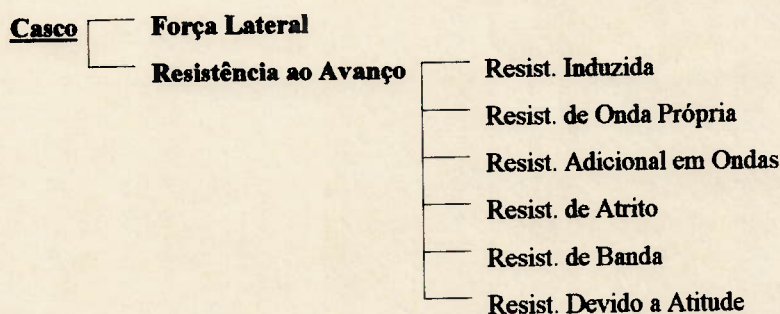 Casco
Força Lateral
Resistência ao Avanço
Resist. Induzida
Resist. de Onda Própria
Resist. Adicional em Ondas
Resist. de Atrito
Resist. de Banda
Resist. Devido a Atitude